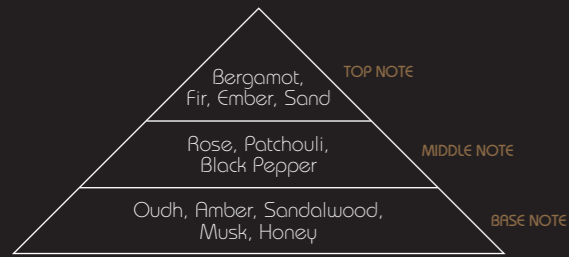 Bergamot,
Fir, Ember, Sand
TOP NOTE
Rose, Patchouli,
Black Pepper
MIDDLE NOTE
Oudh, Amber, Sandalwood,
Musk, Honey
BASE NOTE